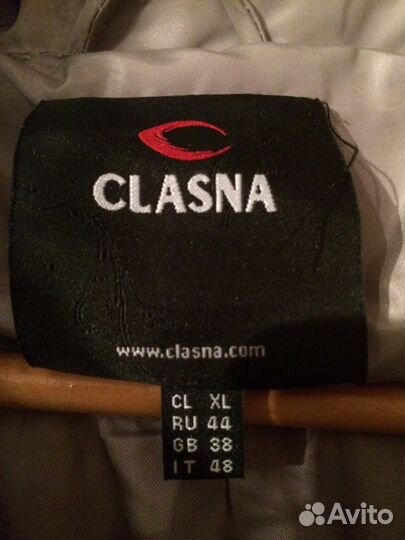 CLASNA
www.clasna.com
CL XL
RU 44
GB 38
IT 48
Avito